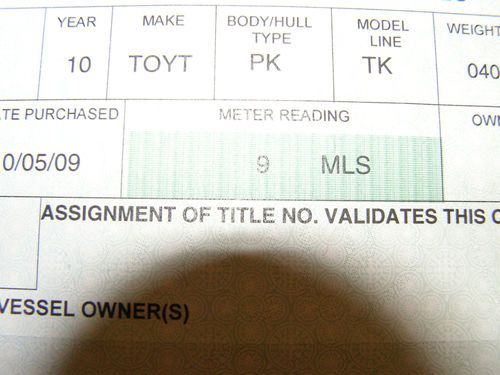 YEAR MAKE BODY/HULL TYPE MODEL LINE WEIGHT
10 TOYT PK TK 040
TE PURCHASED METER READING OWN
0/05/09 9 MLS
ASSIGNMENT OF TITLE NO. VALIDATES THIS
VESSEL OWNER(S)